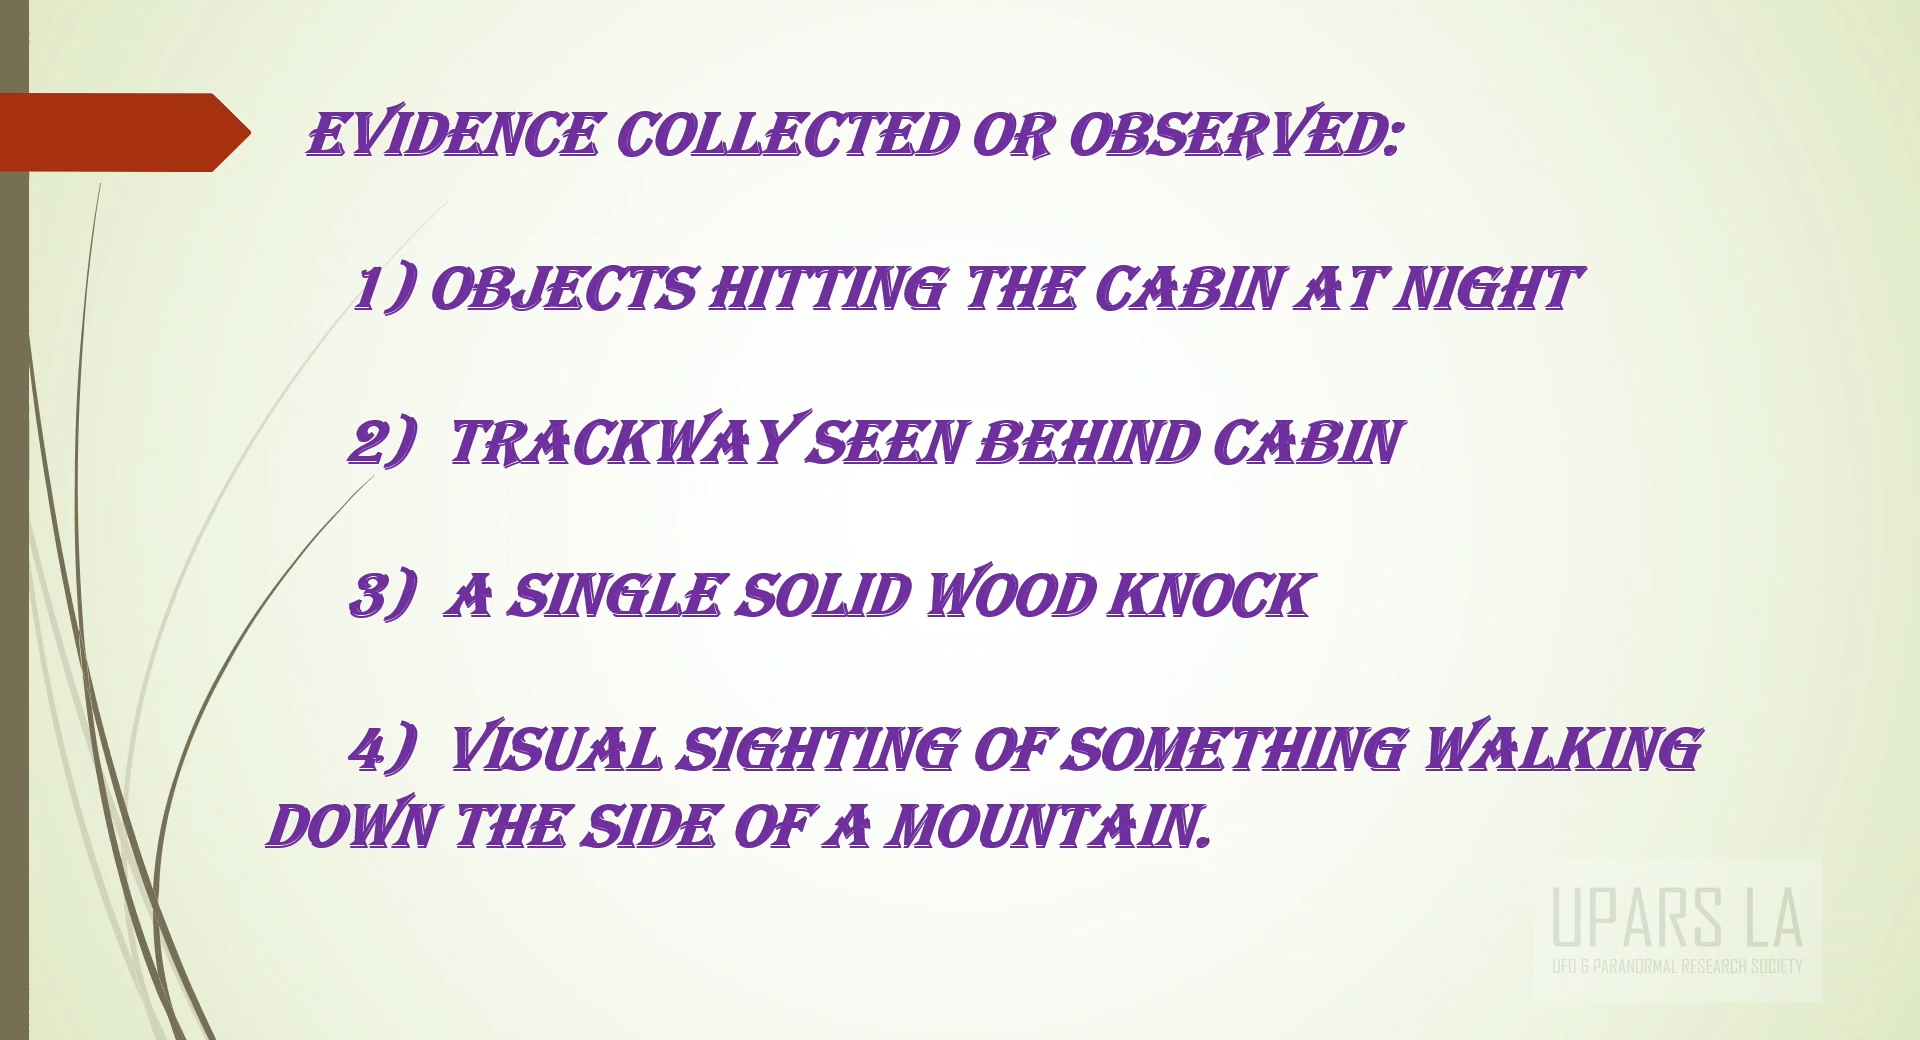 EVIDENCE COLLECTED OR OBSERVED:
1) OBJECTS HITTING THE CABIN AT NIGHT
2) TRACKWAY SEEN BEHIND CABIN
3) A SINGLE SOLID WOOD KNOCK
4) VISUAL SIGHTING OF SOMETHING WALKING
DOWN THE SIDE OF A MOUNTAIN.
UPARS LA
UFO & PARANORMAL RESEARCH SOCIETY